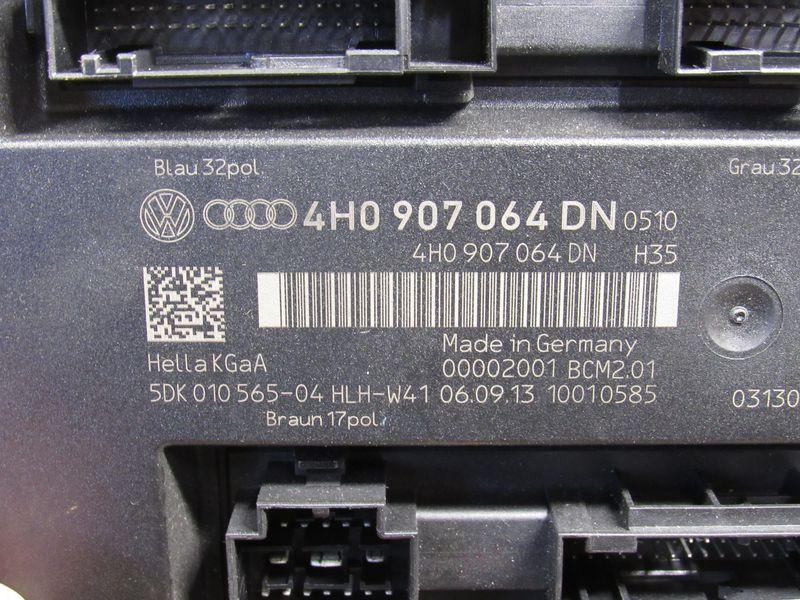 Blau 32pol.
Grau 32
4H0 907 064 DN 0510
4H0 907 064 DN H35
Made in Germany
Hella KGaA
00002001 BCM2.01
5DK 010 565-04 HLH-W41 06.09.13 10010585
03130
Braun 17pol.